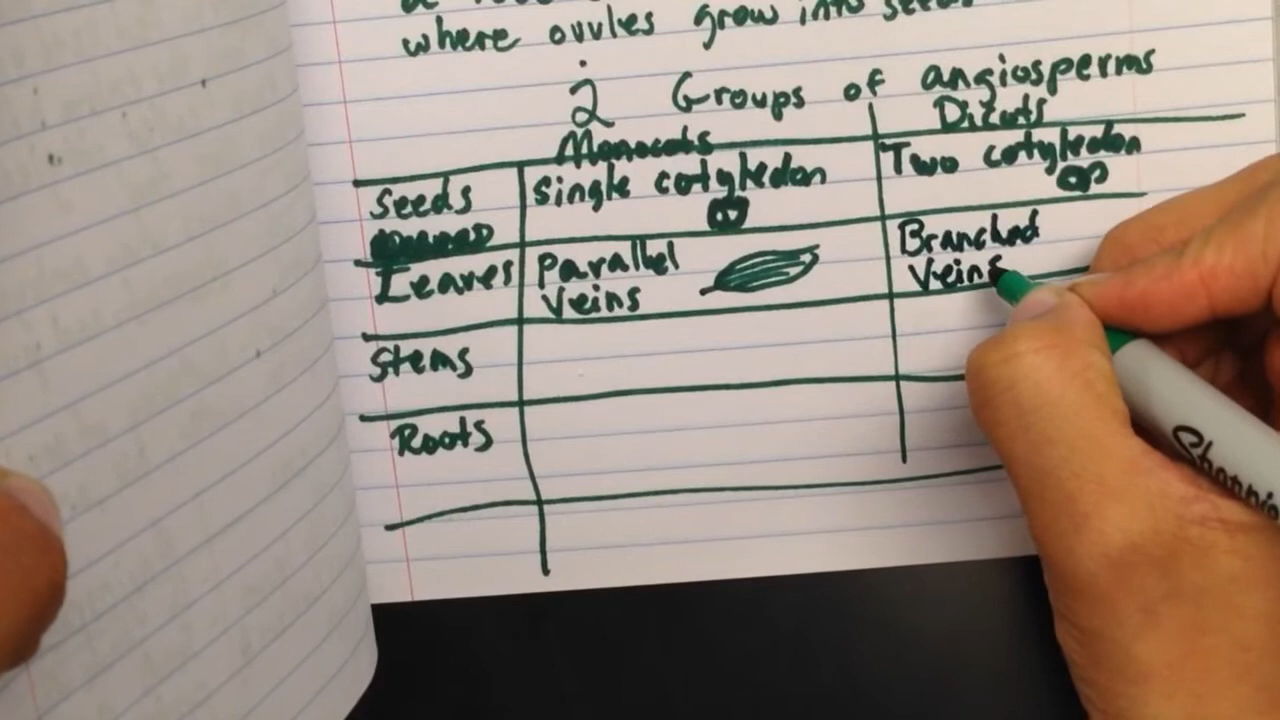 where ovules grow into seeds
2 Groups of angiosperms
Monocots
Dicots
Seeds
Single cotyledon
Two cotyledon
Leaves
Parallel
veins
Branched
Veins
Stems
Roots
Sharpie